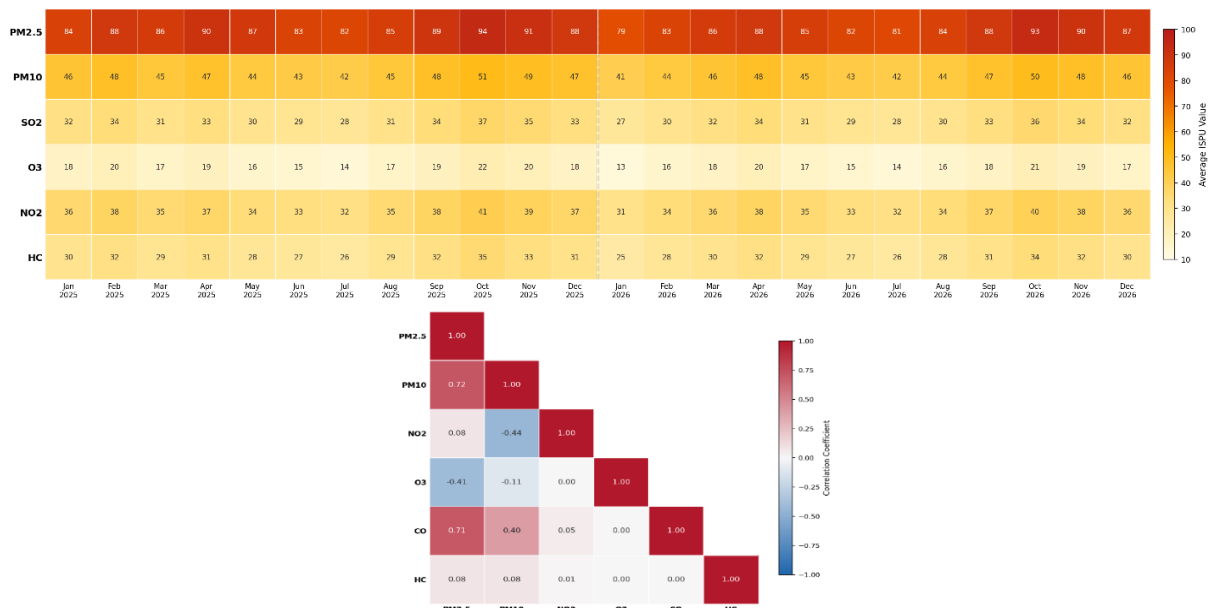 PM2.5 84 88 86 90 87 83 82 85 89 94 91 88 79 83 86 88 86 82 81 84 88 93 90 87
PM10 46 48 45 47 44 43 42 45 48 51 49 47 41 44 46 48 45 43 42 44 47 50 48 46
SO2 32 34 31 33 30 29 28 31 34 37 35 33 27 30 32 34 31 29 28 30 33 36 34 32
O3 18 20 17 19 16 15 14 17 19 22 20 18 13 16 18 20 17 15 14 16 18 21 19 17
NO2 36 38 35 37 34 33 32 35 38 41 39 37 31 34 36 38 35 33 32 34 37 40 38 36
HC 30 32 29 31 28 27 26 29 32 35 33 31 25 28 30 32 29 27 26 28 31 34 32 30
Jan Feb Mar Apr May Jun Jul Aug Sep Oct Nov Dec Jan Feb Mar Apr May Jun Jul Aug Sep Oct Nov Dec
2025 2025 2025 2025 2025 2025 2025 2025 2025 2025 2025 2025 2026 2026 2026 2026 2026 2026 2026 2026 2026 2026 2026 2026
100
90
80
70
60
50
40
30
20
10
Average ISPU Value
PM2.5 1.00
PM10 0.72 1.00
NO2 0.08 -0.44 1.00
O3 -0.41 -0.11 0.00 1.00
CO 0.71 0.40 0.05 0.00 1.00
HC 0.08 0.08 0.01 0.00 0.00 1.00
PM2.5 PM10 NO2 O3 CO HC
1.00
0.75
0.50
0.25
0.00
−0.25
−0.50
−0.75
−1.00
Correlation Coefficient